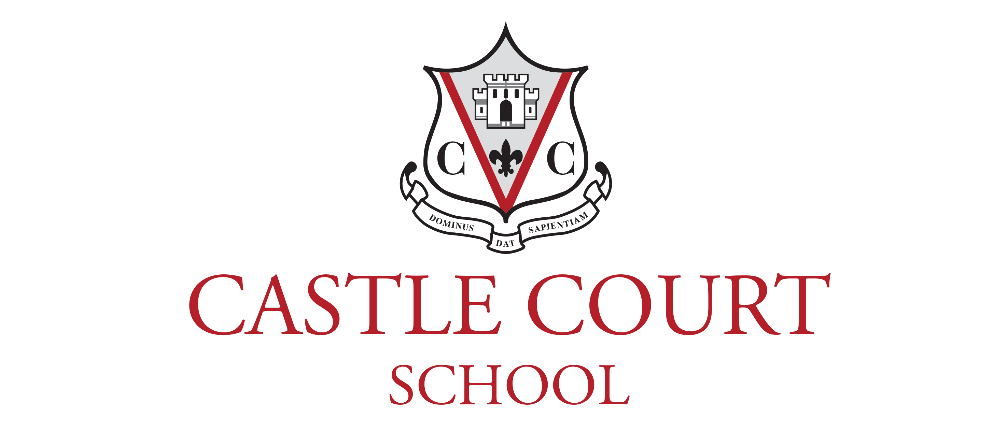 C C
DOMINUS DAT SAPIENTIAM
CASTLE COURT
SCHOOL